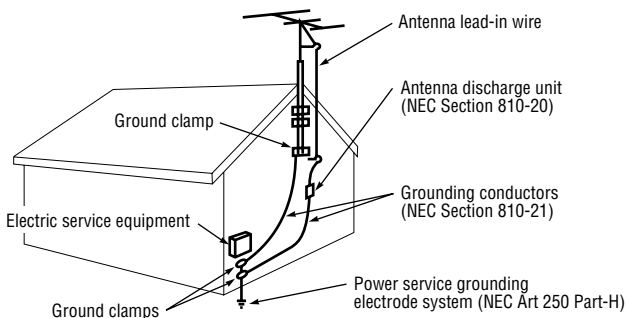 Antenna lead-in wire
Antenna discharge unit
(NEC Section 810-20)
Ground clamp
Grounding conductors
(NEC Section 810-21)
Electric service equipment
Power service grounding
electrode system (NEC Art 250 Part-H)
Ground clamps